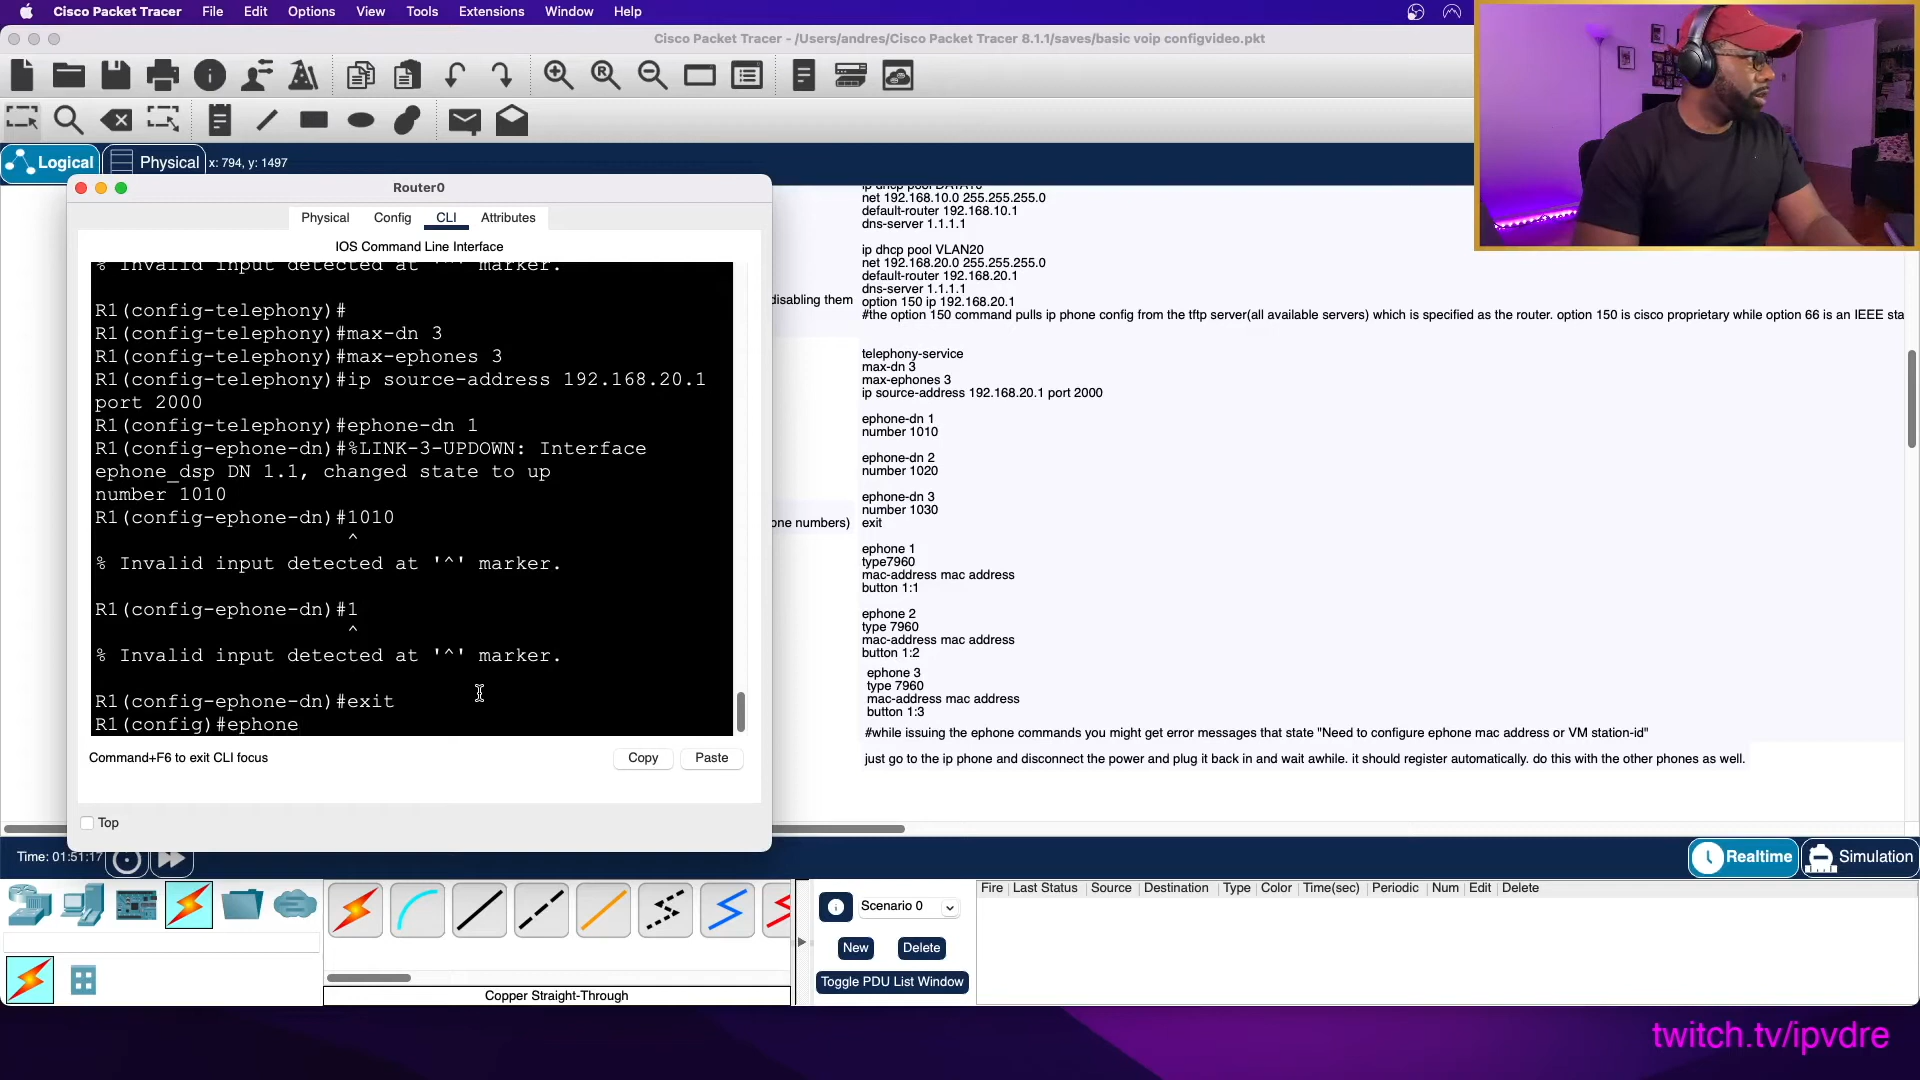 Cisco Packet Tracer File Edit Options View Tools Extensions Window Help
Cisco Packet Tracer - /Users/andres/Cisco Packet Tracer 8.1.1/saves/basic voip configvideo.pkt
Logical Physical x: 794, y: 1497
Router0
Physical Config CLI Attributes
IOS Command Line Interface
% Invalid input detected at '^' marker.
R1(config-telephony)#
R1(config-telephony)#max-dn 3
R1(config-telephony)#max-ephones 3
R1(config-telephony)#ip source-address 192.168.20.1
port 2000
R1(config-telephony)#ephone-dn 1
R1(config-ephone-dn)#%LINK-3-UPDOWN: Interface
ephone_dsp DN 1.1, changed state to up
number 1010
R1(config-ephone-dn)#1010
^
% Invalid input detected at '^' marker.
R1(config-ephone-dn)#1
^
% Invalid input detected at '^' marker.
R1(config-ephone-dn)#exit
R1(config)#ephone
Command+F6 to exit CLI focus
Copy Paste
Top
disabling them
one numbers)
ip dhcp pool DATA10
net 192.168.10.0 255.255.255.0
default-router 192.168.10.1
dns-server 1.1.1.1
ip dhcp pool VLAN20
net 192.168.20.0 255.255.255.0
default-router 192.168.20.1
dns-server 1.1.1.1
option 150 ip 192.168.20.1
#the option 150 command pulls ip phone config from the tftp server(all available servers) which is specified as the router. option 150 is cisco proprietary while option 66 is an IEEE sta
telephony-service
max-dn 3
max-ephones 3
ip source-address 192.168.20.1 port 2000
ephone-dn 1
number 1010
ephone-dn 2
number 1020
ephone-dn 3
number 1030
exit
ephone 1
type7960
mac-address mac address
button 1:1
ephone 2
type 7960
mac-address mac address
button 1:2
ephone 3
type 7960
mac-address mac address
button 1:3
#while issuing the ephone commands you might get error messages that state "Need to configure ephone mac address or VM station-id"
just go to the ip phone and disconnect the power and plug it back in and wait awhile. it should register automatically. do this with the other phones as well.
Time: 01:51:17
Realtime Simulation
Scenario 0
New Delete
Toggle PDU List Window
Fire Last Status Source Destination Type Color Time(sec) Periodic Num Edit Delete
Copper Straight-Through
twitch.tv/ipvdre